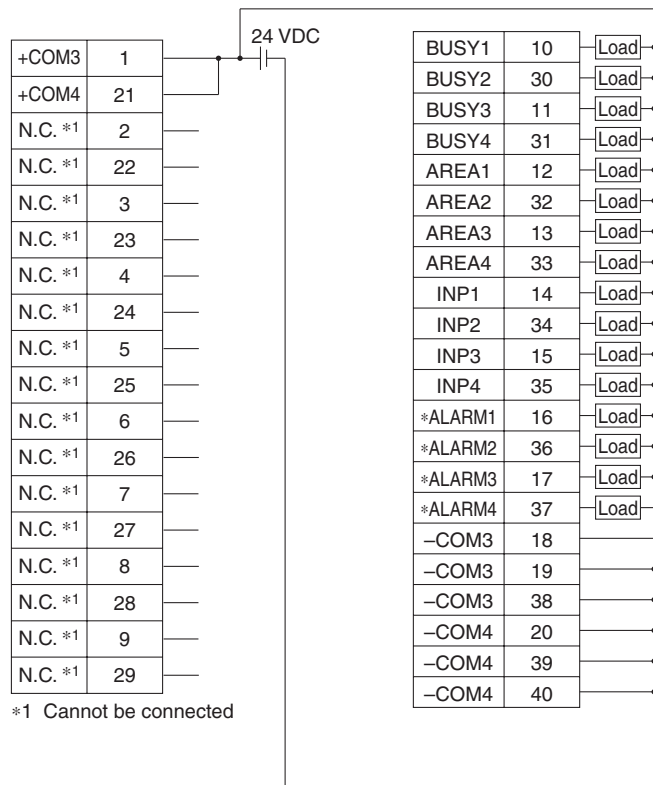 24 VDC
+COM3 1
+COM4 21
N.C. *1 2
N.C. *1 22
N.C. *1 3
N.C. *1 23
N.C. *1 4
N.C. *1 24
N.C. *1 5
N.C. *1 25
N.C. *1 6
N.C. *1 26
N.C. *1 7
N.C. *1 27
N.C. *1 8
N.C. *1 28
N.C. *1 9
N.C. *1 29
*1 Cannot be connected
BUSY1 10 Load
BUSY2 30 Load
BUSY3 11 Load
BUSY4 31 Load
AREA1 12 Load
AREA2 32 Load
AREA3 13 Load
AREA4 33 Load
INP1 14 Load
INP2 34 Load
INP3 15 Load
INP4 35 Load
*ALARM1 16 Load
*ALARM2 36 Load
*ALARM3 17 Load
*ALARM4 37 Load
–COM3 18
–COM3 19
–COM3 38
–COM4 20
–COM4 39
–COM4 40